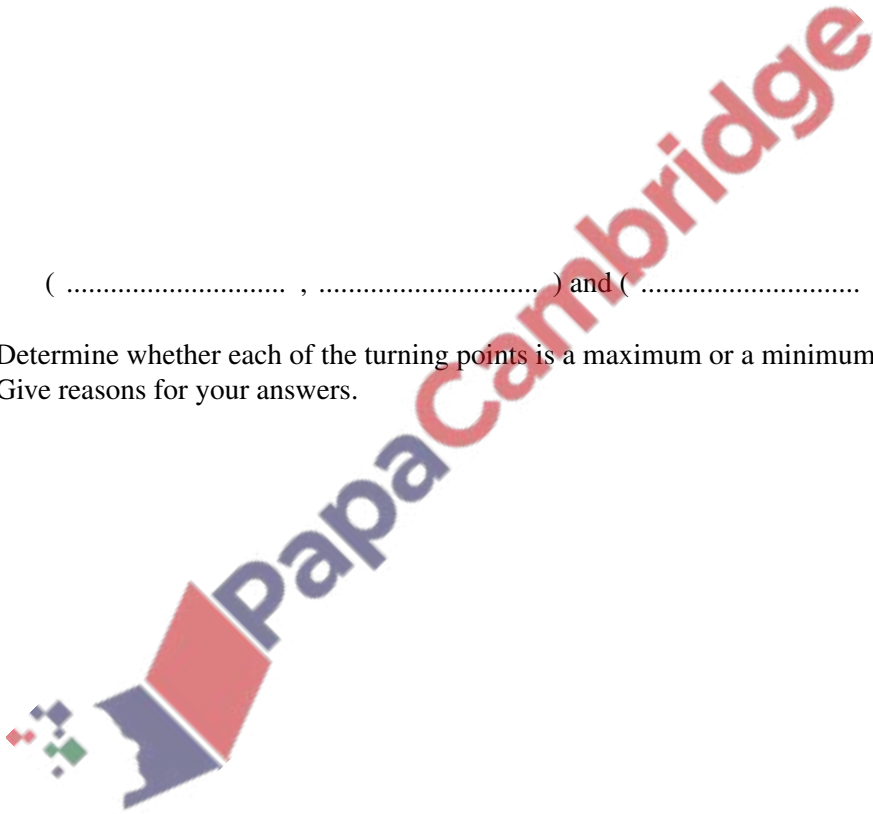 ( .............................. , .............................. ) and ( ..............................
Determine whether each of the turning points is a maximum or a minimum
Give reasons for your answers.
PapaCambridge